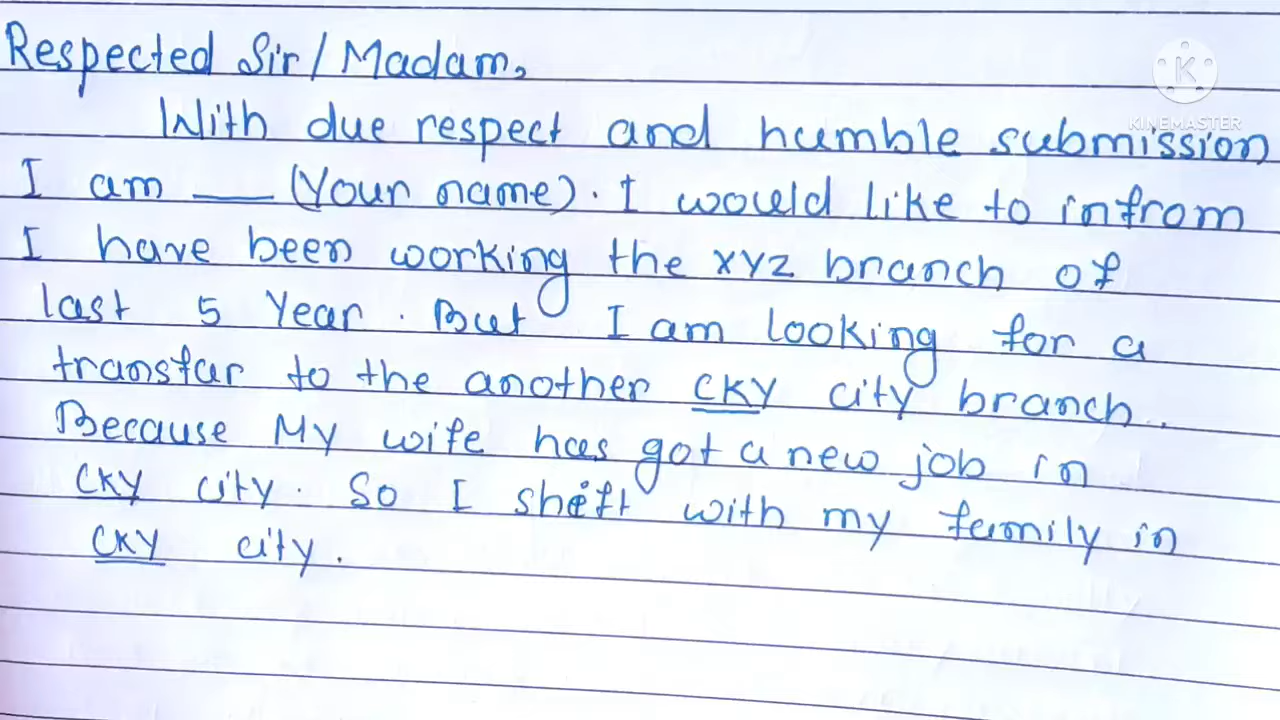 Respected Sir/Madam,
With due respect and humble submission
I am ___ (Your name). I would like to infrom
I have been working the XYZ branch of
last 5 Year. But I am looking for a
transfar to the another CKY city branch.
Because My wife has got a new job in
CKY city so I shift with my family in
CKY city.
KINEMASTER